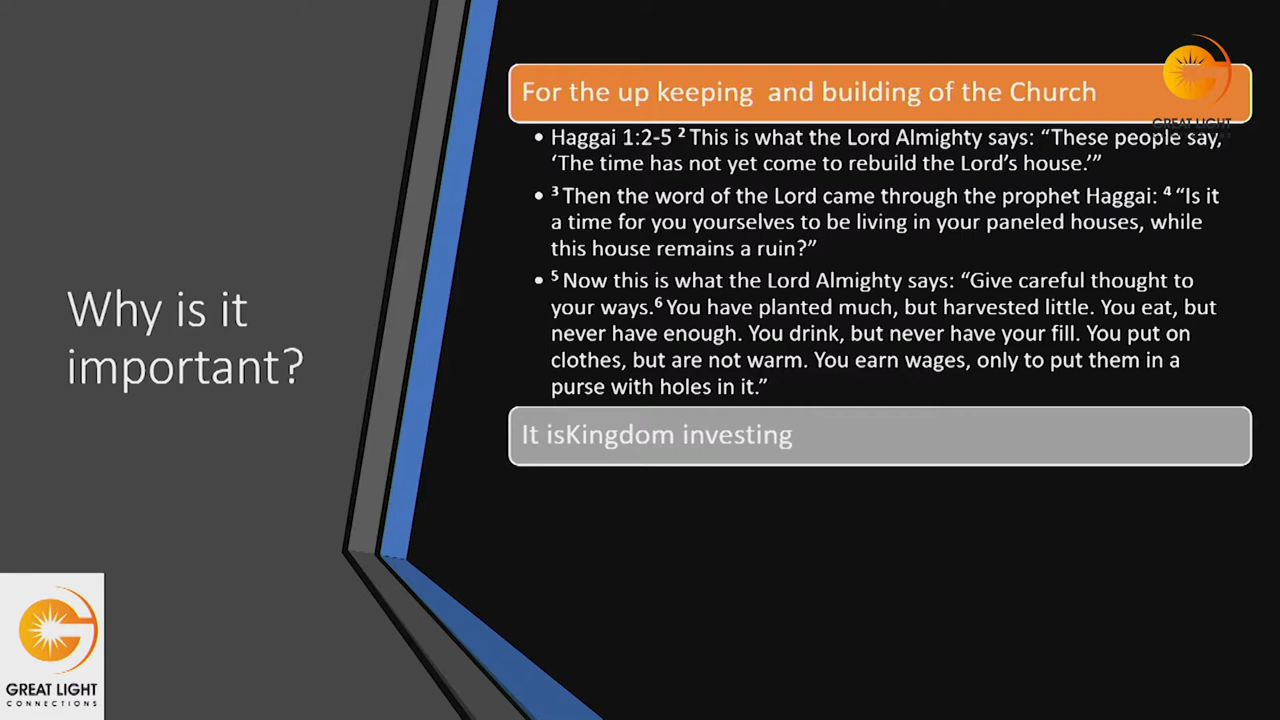 Why is it
important?
For the up keeping and building of the Church
• Haggai 1:2-5 ² This is what the Lord Almighty says: “These people say,
‘The time has not yet come to rebuild the Lord’s house.’”
• ³ Then the word of the Lord came through the prophet Haggai: ⁴ “Is it
a time for you yourselves to be living in your paneled houses, while
this house remains a ruin?”
• ⁵ Now this is what the Lord Almighty says: “Give careful thought to
your ways.⁶ You have planted much, but harvested little. You eat, but
never have enough. You drink, but never have your fill. You put on
clothes, but are not warm. You earn wages, only to put them in a
purse with holes in it.”
It isKingdom investing
GREAT LIGHT
CONNECTIONS
GREAT LIGHT
CONNECTIONS